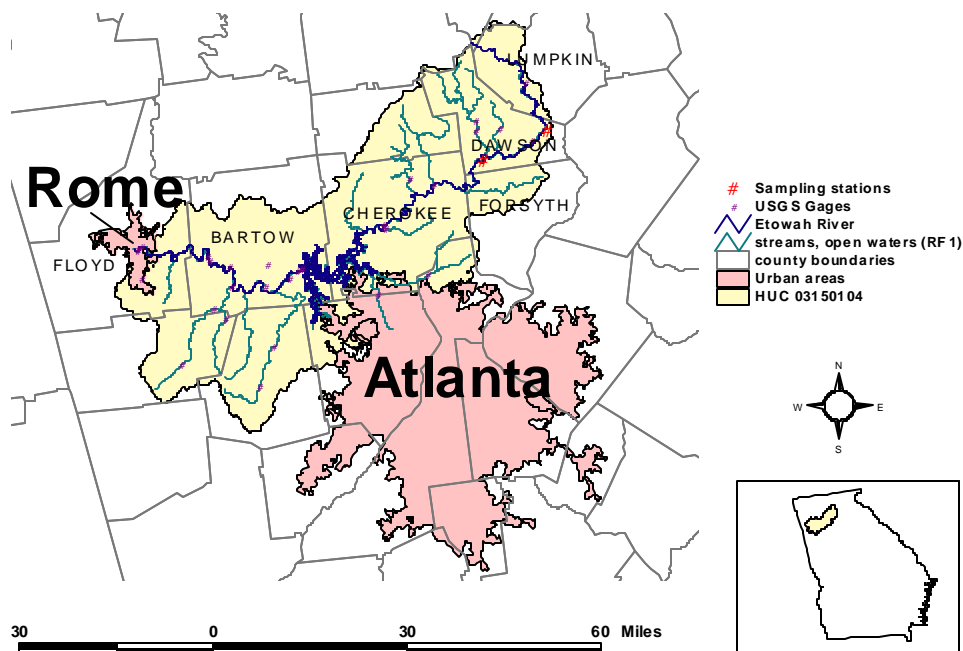 LUMPKIN
DAWSON
Rome
CHEROKEE
FORSYTH
BARTOW
FLOYD
Atlanta
# Sampling stations
# USGS Gages
Etowah River
streams, open waters (RF1)
county boundaries
Urban areas
HUC 03150104
N
W E
S
30 0 30 60 Miles